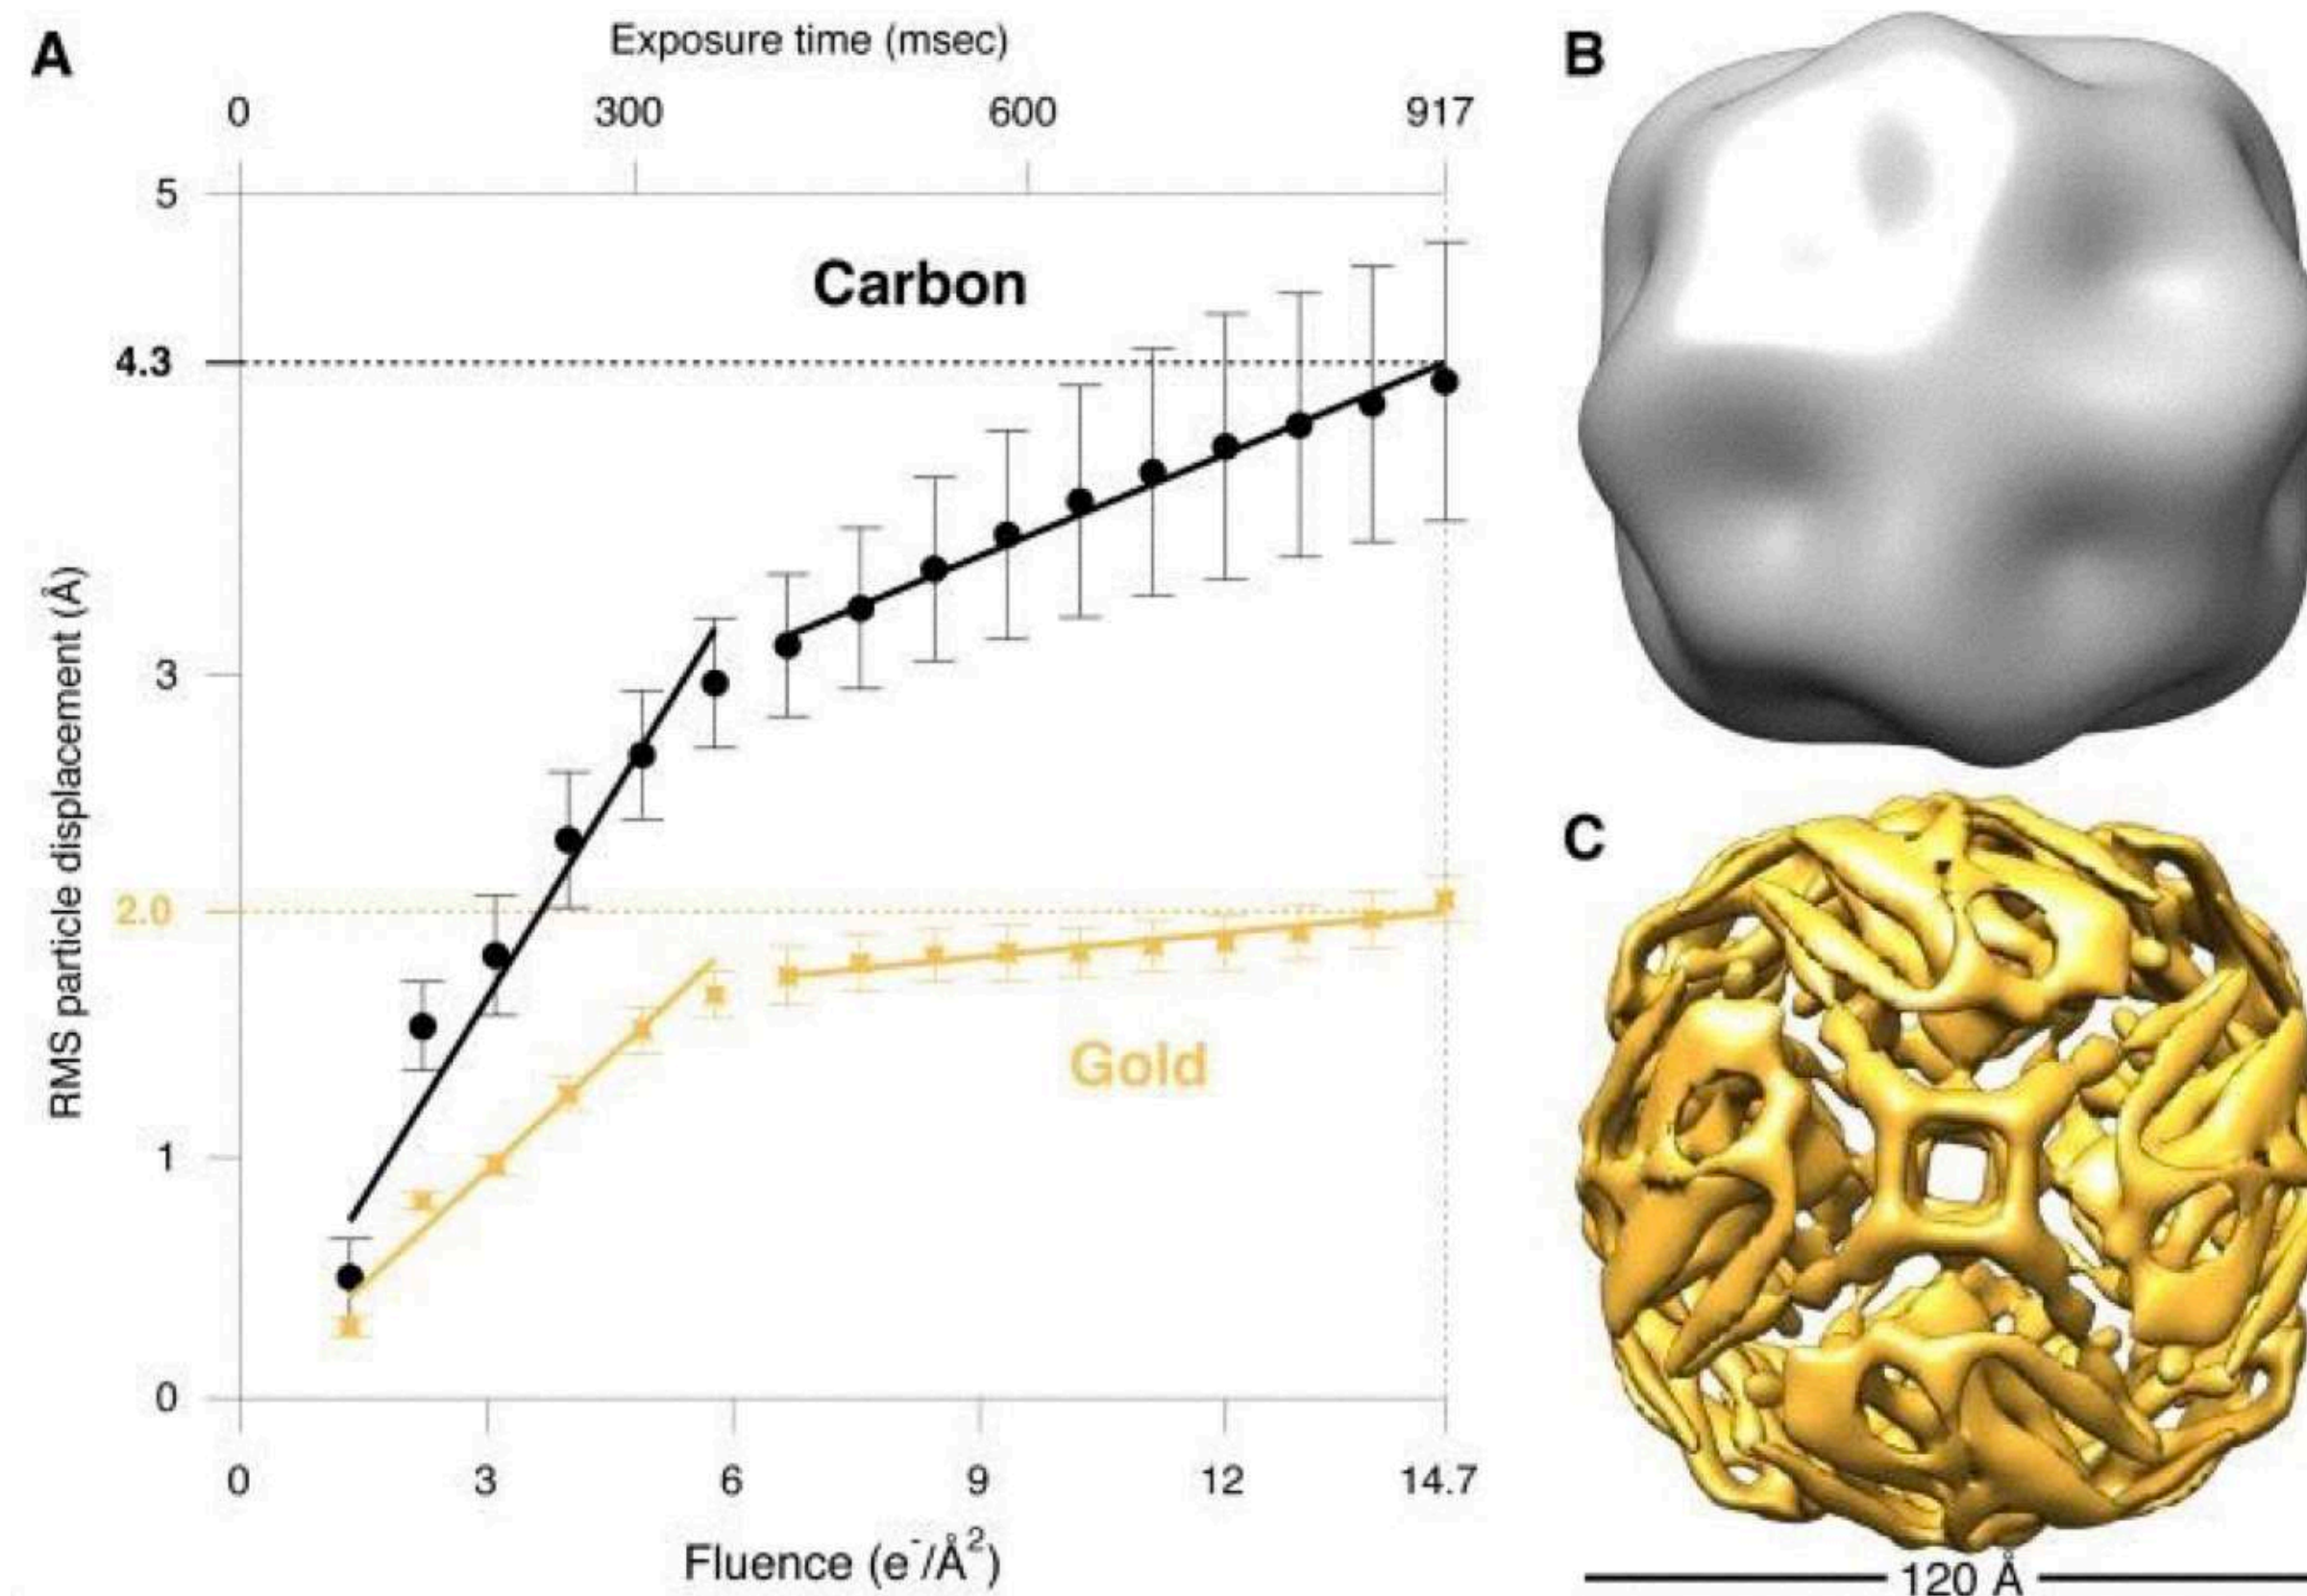 A
Exposure time (msec)
0 300 600 917
5
Carbon
4.3
3
2.0
Gold
1
0
RMS particle displacement (Å)
0 3 6 9 12 14.7
Fluence (e⁻/Å²)
B
C
120 Å